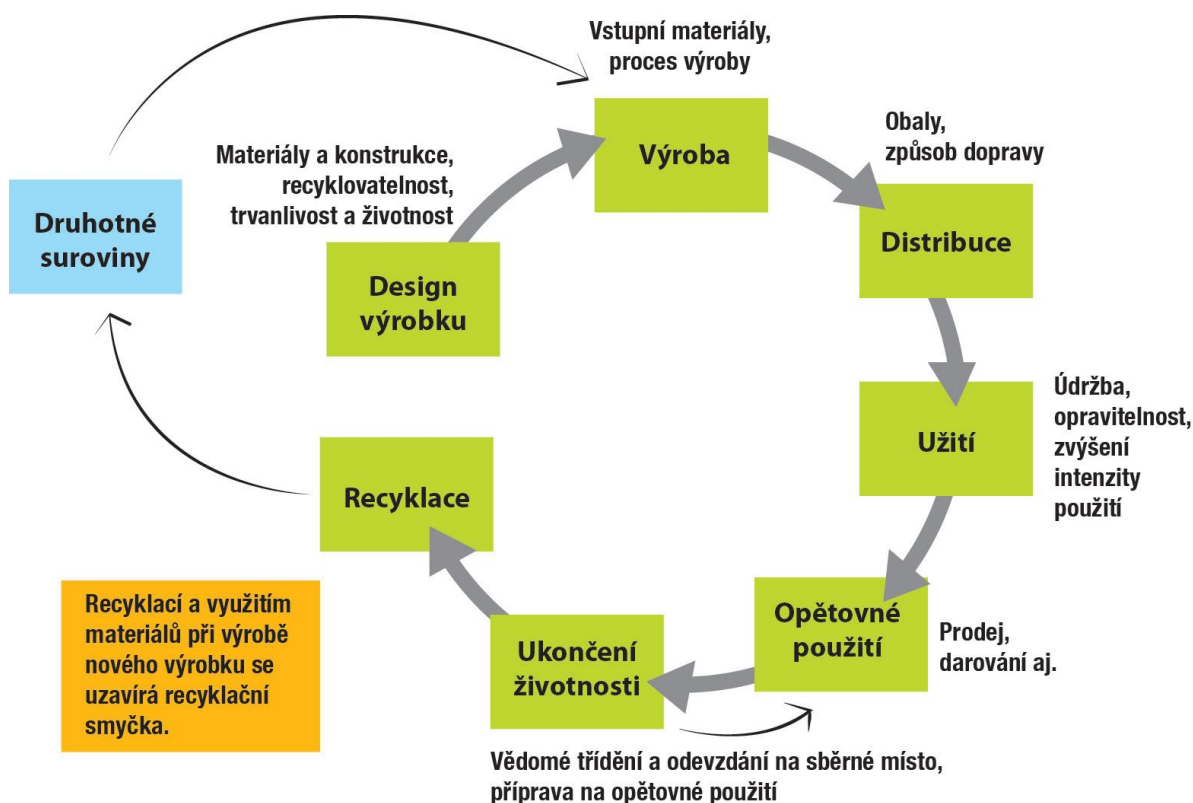 Vstupní materiály,
proces výroby
Výroba
Obaly,
způsob dopravy
Materiály a konstrukce,
recyklovatelnost,
trvanlivost a životnost
Druhotné
suroviny
Distribuce
Design
výrobku
Údržba,
opravitelnost,
zvýšení
intenzity
použití
Užití
Recyklace
Recyklací a využitím
materiálů při výrobě
nového výrobku se
uzavírá recyklační
smyčka.
Opětovné
použití
Prodej,
darování aj.
Ukončení
životnosti
Vědomé třídění a odevzdání na sběrné místo,
příprava na opětovné použití